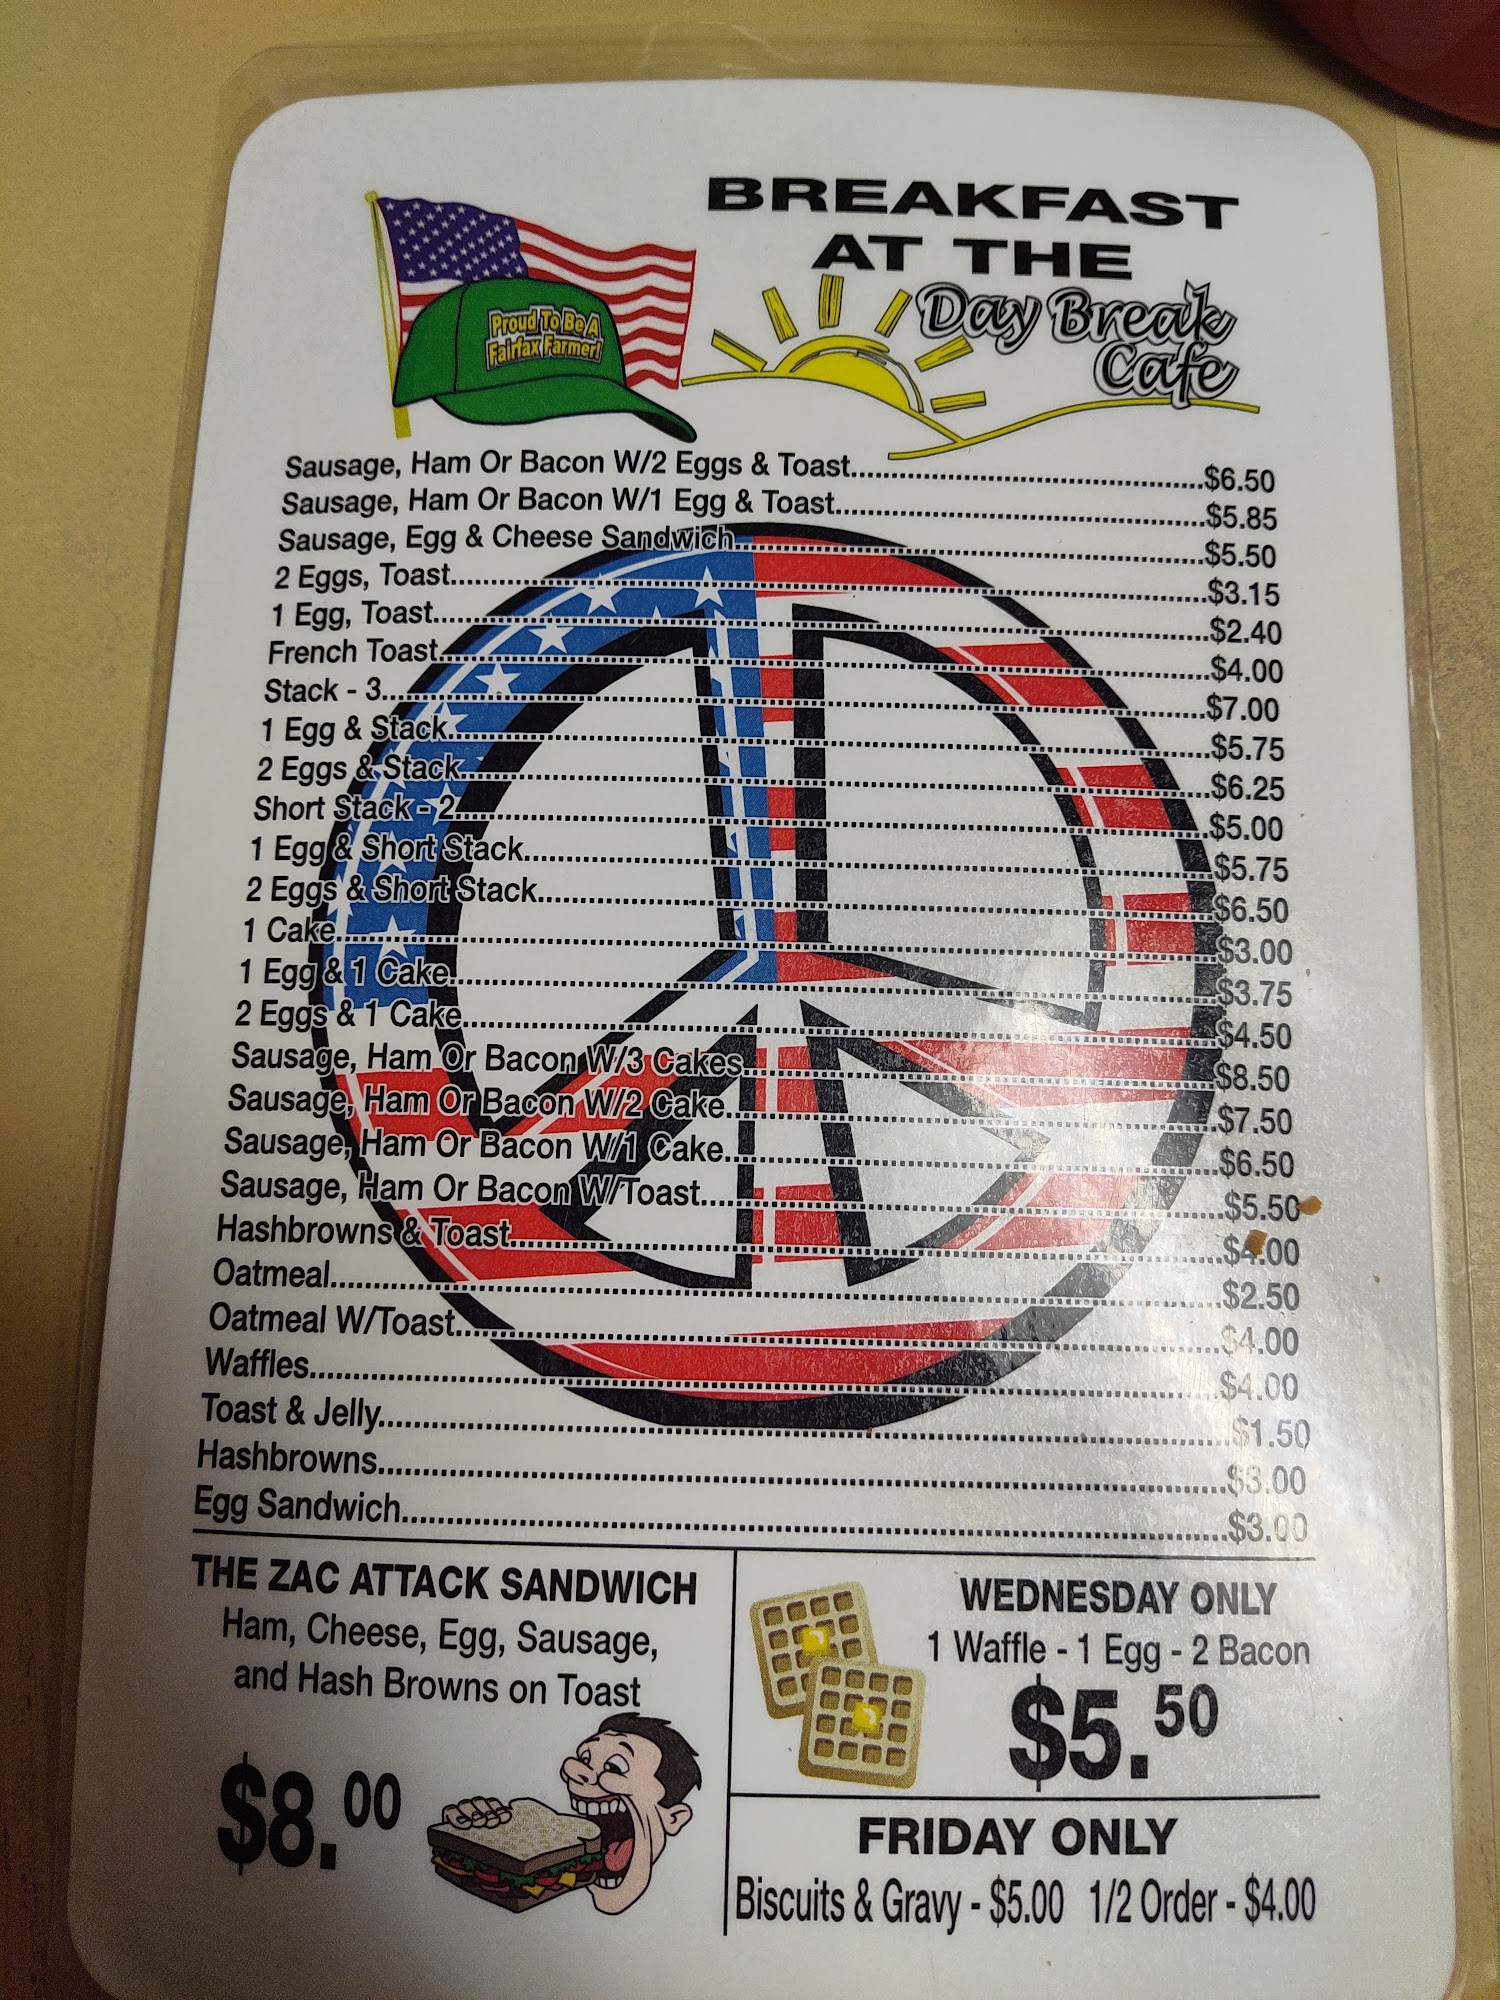 BREAKFAST
AT THE
Day Break
Cafe
Proud To Be A
Fairfax Farmer!
Sausage, Ham Or Bacon W/2 Eggs & Toast....................$6.50
Sausage, Ham Or Bacon W/1 Egg & Toast....................$5.85
Sausage, Egg & Cheese Sandwich....................$5.50
2 Eggs, Toast....................$3.15
1 Egg, Toast....................$2.40
French Toast....................$4.00
Stack - 3....................$7.00
1 Egg & Stack....................$5.75
2 Eggs & Stack....................$6.25
Short Stack - 2....................$5.00
1 Egg & Short Stack....................$5.75
2 Eggs & Short Stack....................$6.50
1 Cake....................$3.00
1 Egg & 1 Cake....................$3.75
2 Eggs & 1 Cake....................$4.50
Sausage, Ham Or Bacon W/3 Cakes....................$8.50
Sausage, Ham Or Bacon W/2 Cake....................$7.50
Sausage, Ham Or Bacon W/1 Cake....................$6.50
Sausage, Ham Or Bacon W/Toast....................$5.50
Hashbrowns & Toast....................$4.00
Oatmeal....................$2.50
Oatmeal W/Toast....................$4.00
Waffles....................$4.00
Toast & Jelly....................$1.50
Hashbrowns....................$3.00
Egg Sandwich....................$3.00
THE ZAC ATTACK SANDWICH
Ham, Cheese, Egg, Sausage,
and Hash Browns on Toast
$8.00
WEDNESDAY ONLY
1 Waffle - 1 Egg - 2 Bacon
$5.50
FRIDAY ONLY
Biscuits & Gravy - $5.00 1/2 Order - $4.00